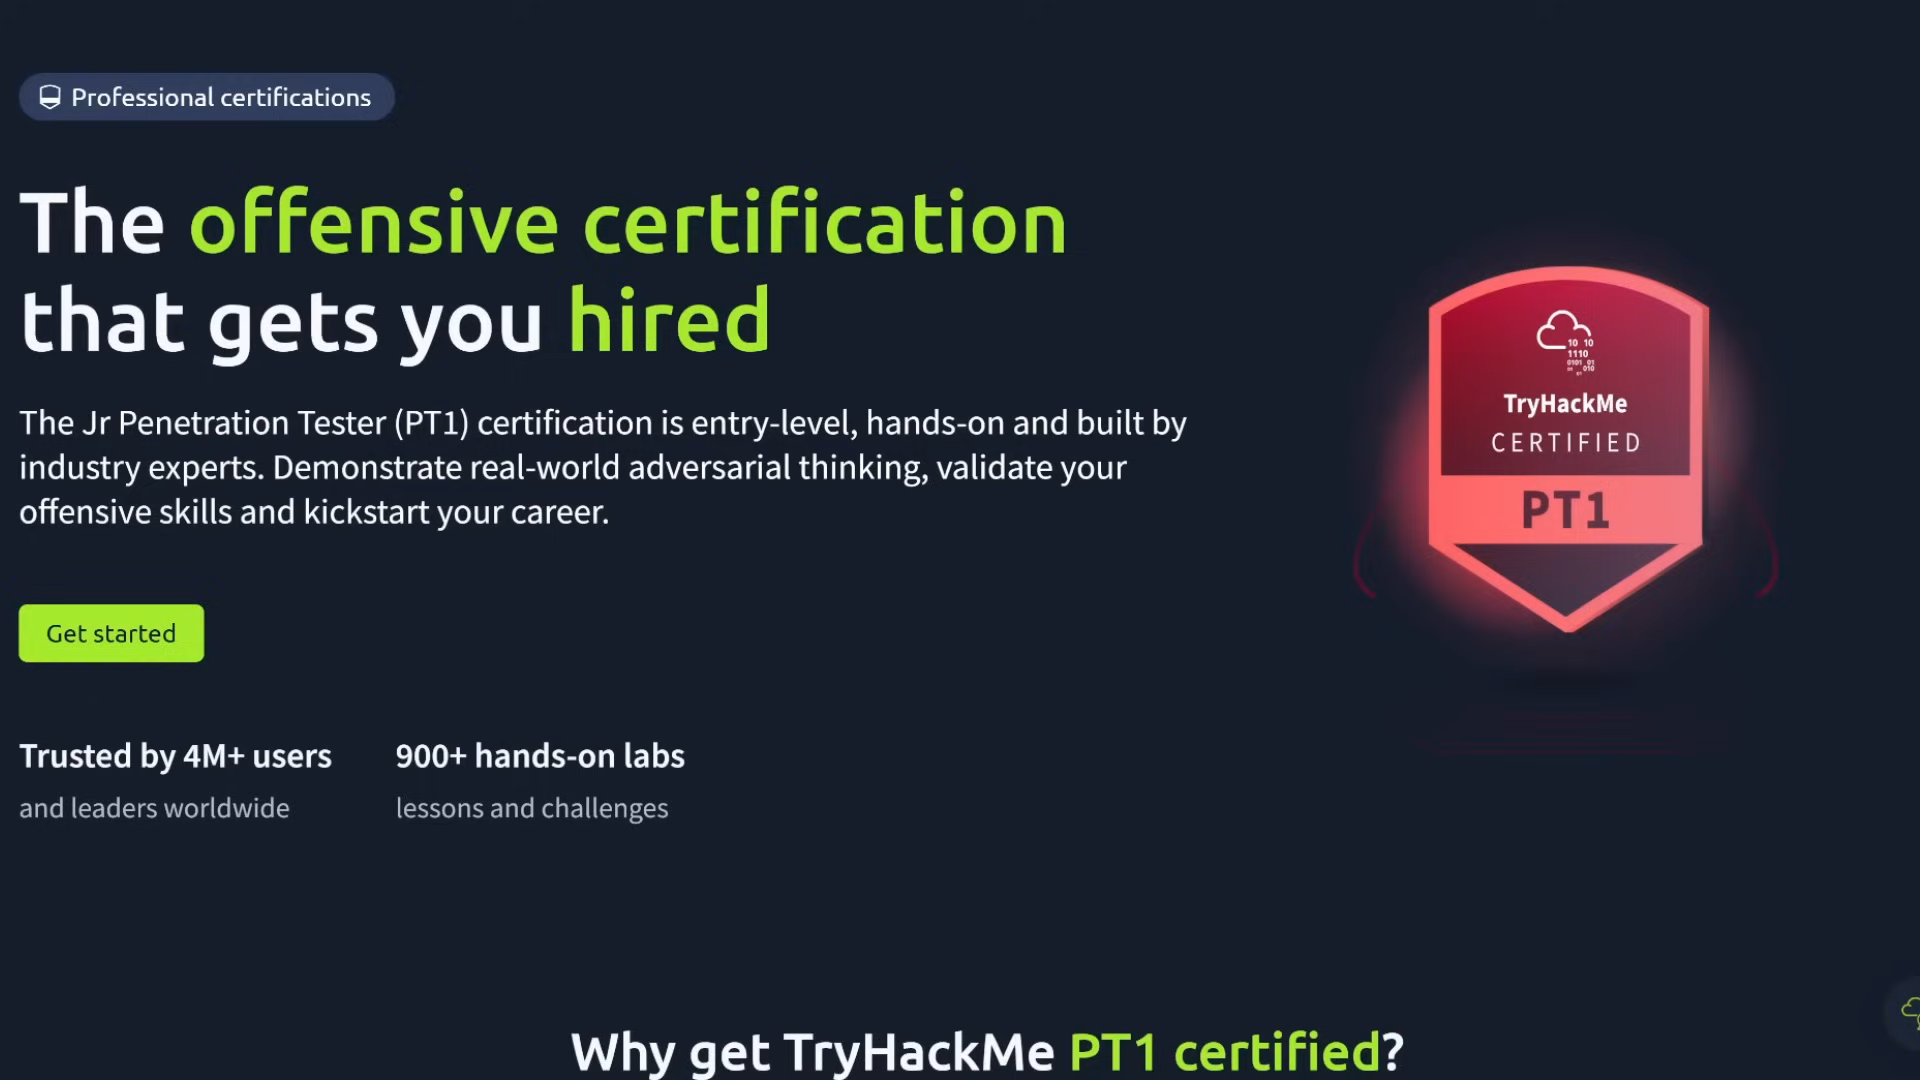 Professional certifications
The offensive certification
that gets you hired
The Jr Penetration Tester (PT1) certification is entry-level, hands-on and built by
industry experts. Demonstrate real-world adversarial thinking, validate your
offensive skills and kickstart your career.
Get started
Trusted by 4M+ users
and leaders worldwide
900+ hands-on labs
lessons and challenges
10 10
1110
TryHackMe
CERTIFIED
PT1
Why get TryHackMe PT1 certified?